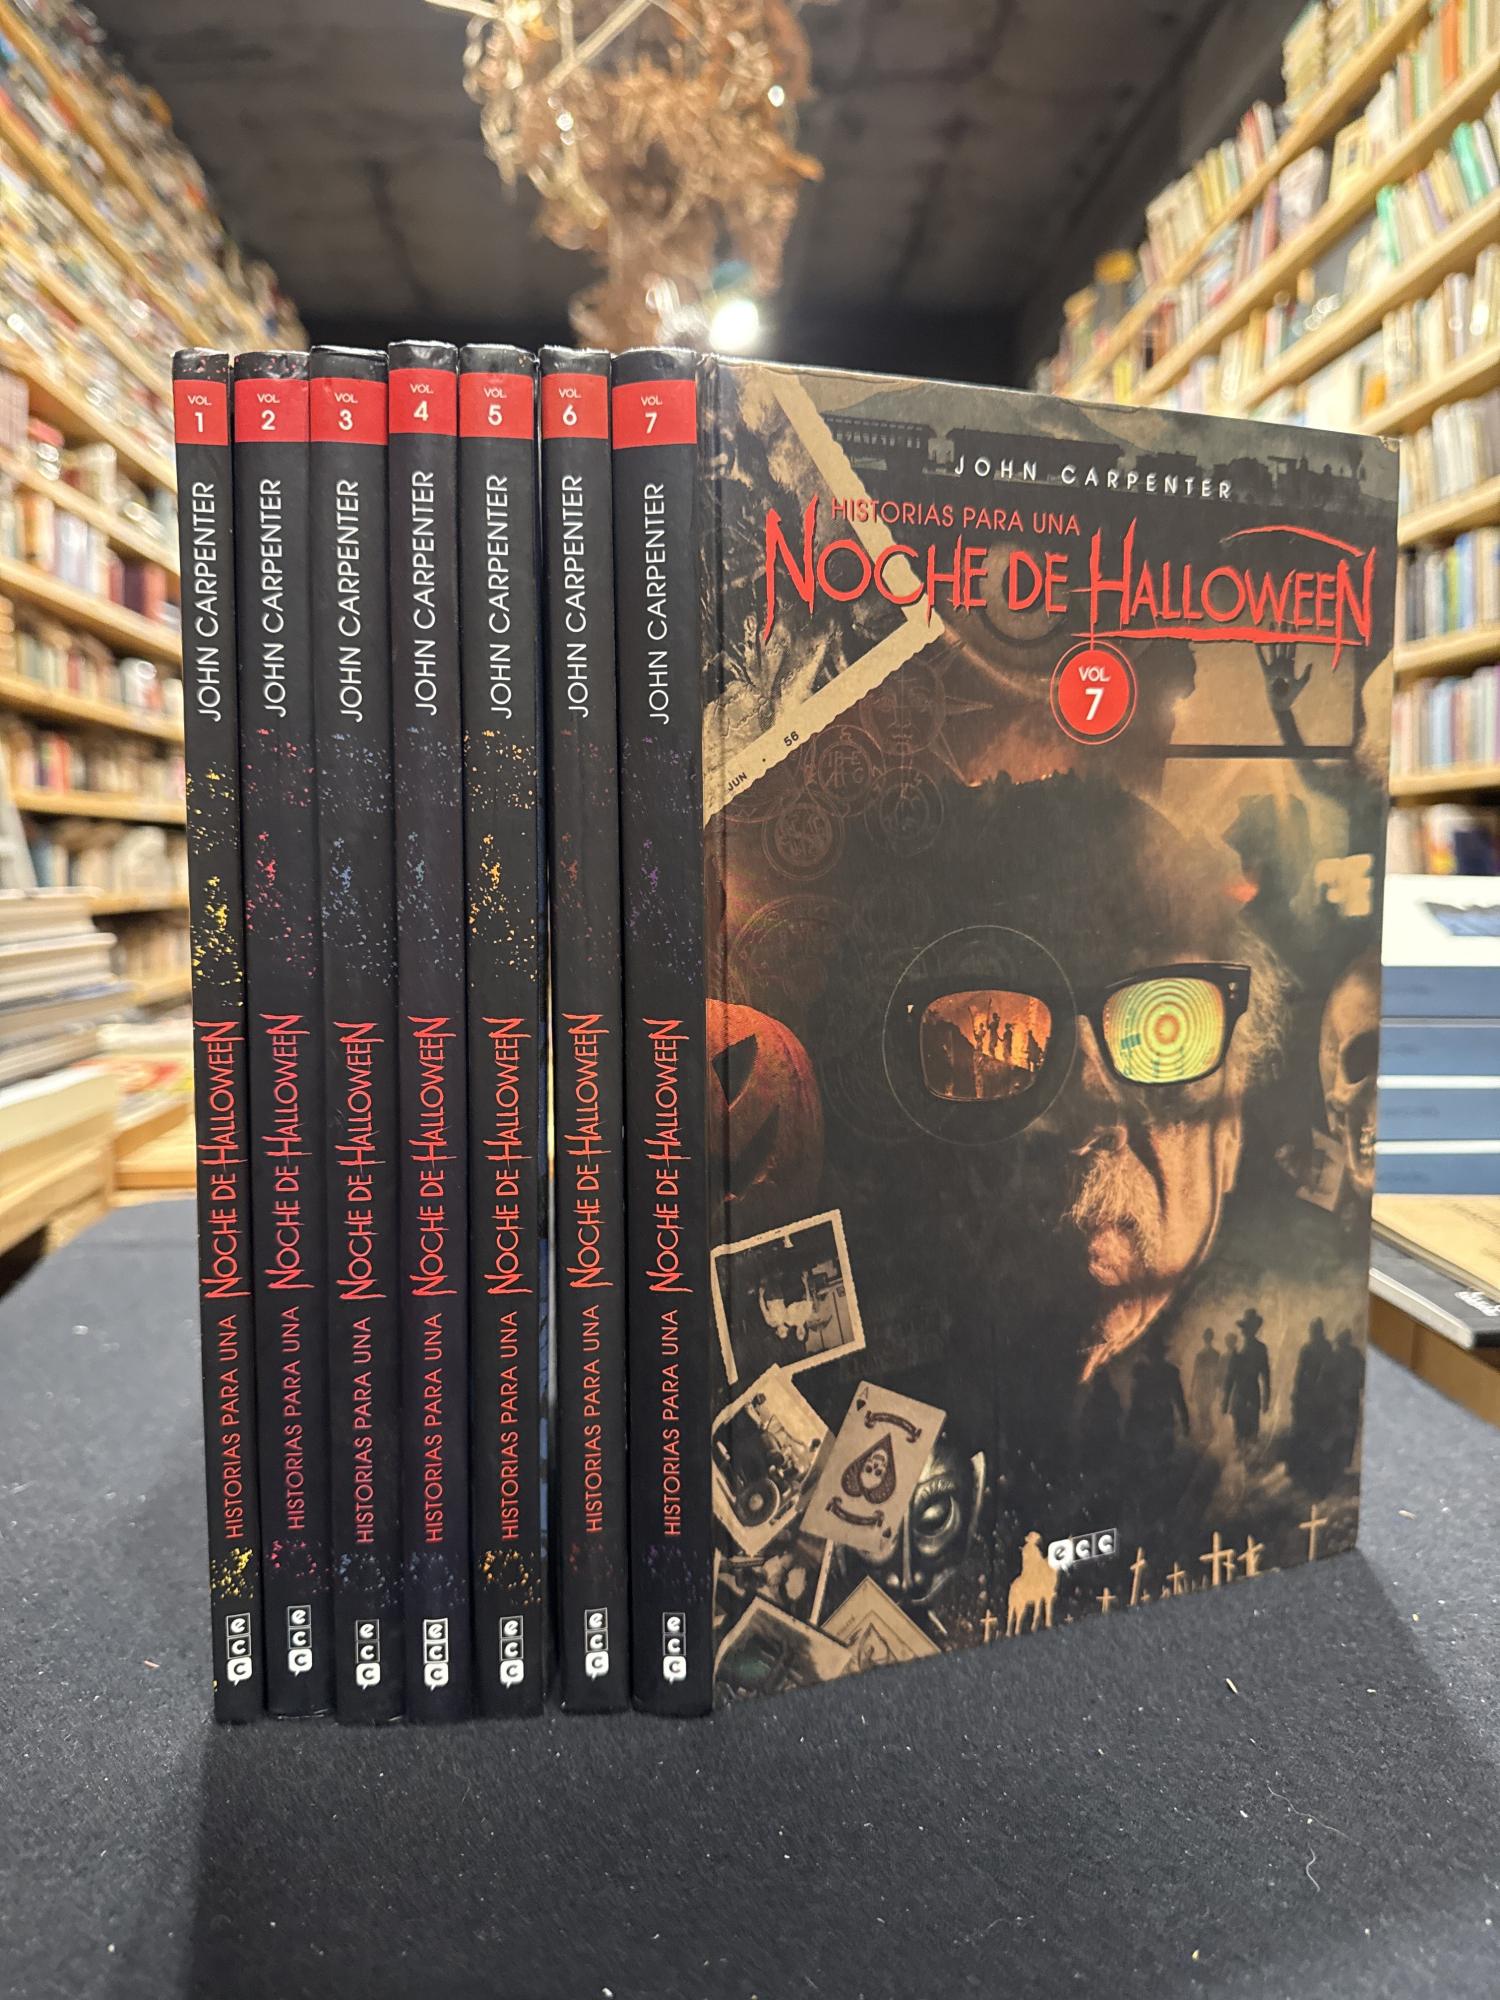 VOL.
1
JOHN CARPENTER
HISTORIAS PARA UNA NOCHE DE HALLOWEEN
ecc
VOL.
2
JOHN CARPENTER
HISTORIAS PARA UNA NOCHE DE HALLOWEEN
ecc
VOL.
3
JOHN CARPENTER
HISTORIAS PARA UNA NOCHE DE HALLOWEEN
ecc
VOL.
4
JOHN CARPENTER
HISTORIAS PARA UNA NOCHE DE HALLOWEEN
ecc
VOL.
5
JOHN CARPENTER
HISTORIAS PARA UNA NOCHE DE HALLOWEEN
ecc
VOL.
6
JOHN CARPENTER
HISTORIAS PARA UNA NOCHE DE HALLOWEEN
ecc
VOL.
7
JOHN CARPENTER
HISTORIAS PARA UNA NOCHE DE HALLOWEEN
ecc
JOHN CARPENTER
HISTORIAS PARA UNA
NOCHE DE HALLOWEEN
VOL.
7
JUN • 56
A
ecc